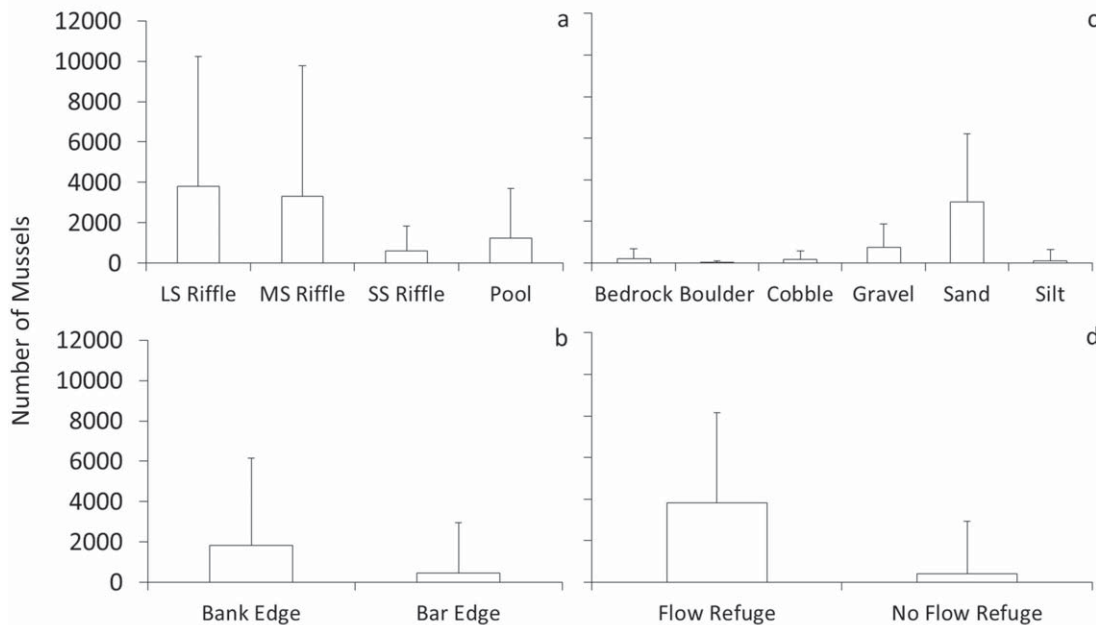 Number of Mussels
a
12000
10000
8000
6000
4000
2000
0
LS Riffle MS Riffle SS Riffle Pool
c
Bedrock Boulder Cobble Gravel Sand Silt
b
12000
10000
8000
6000
4000
2000
0
Bank Edge Bar Edge
d
Flow Refuge No Flow Refuge